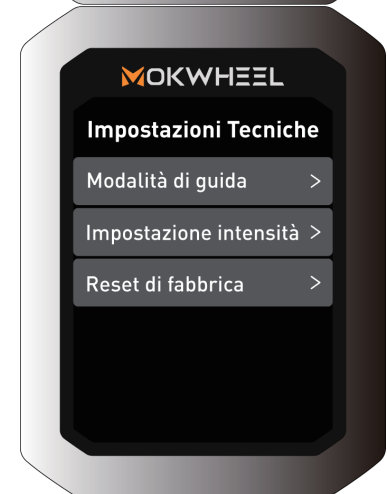 MOKWHEEL
Impostazioni Tecniche
Modalità di guida >
Impostazione intensità >
Reset di fabbrica >